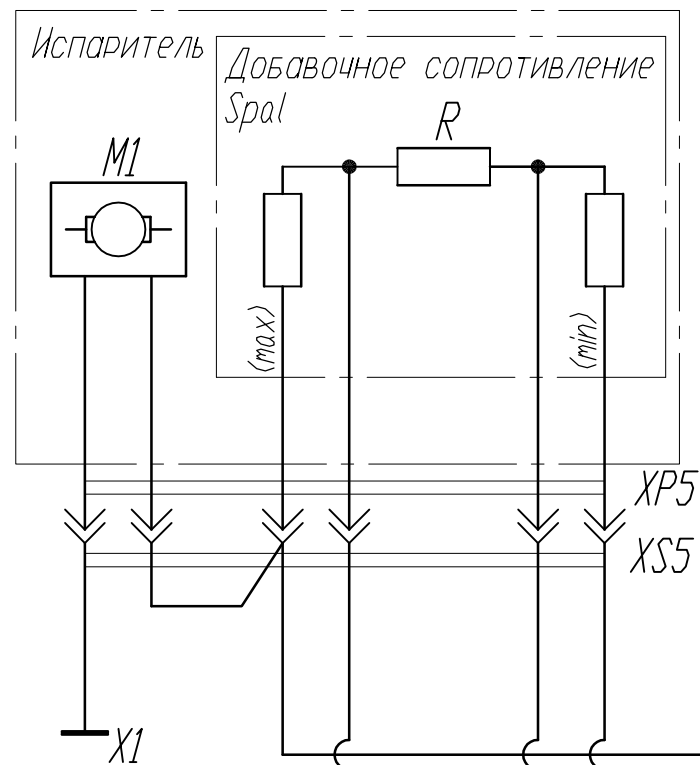 Испаритель
Добавочное сопротивление
Spal
R
M1
(max)
(min)
XP5
XS5
X1